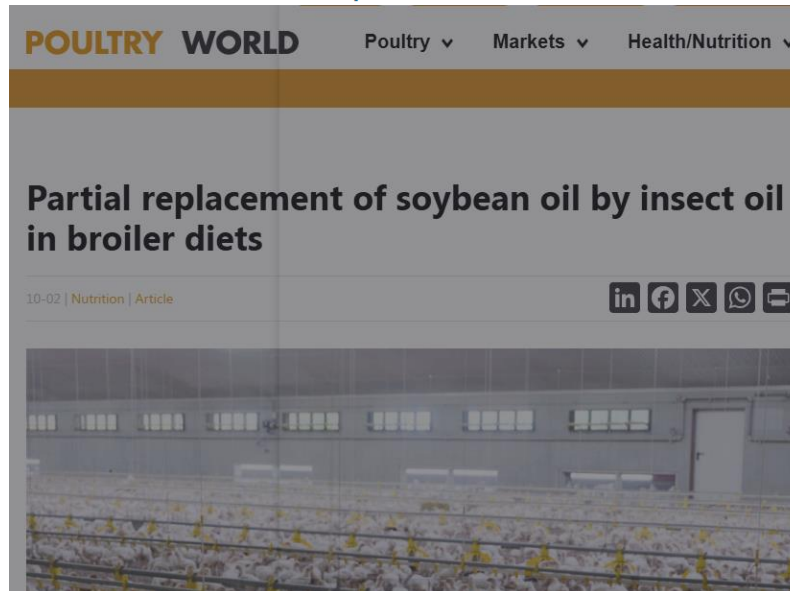 POULTRY WORLD Poultry Markets Health/Nutrition
Partial replacement of soybean oil by insect oil
in broiler diets
10-02 | Nutrition | Article